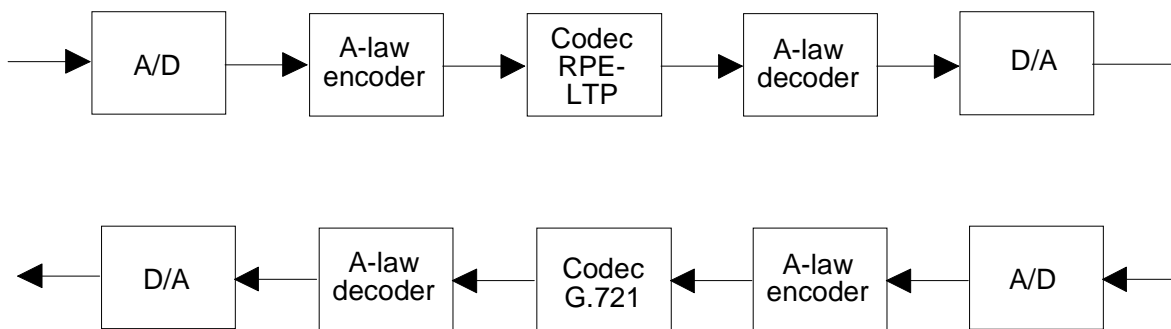 A/D
A-law
encoder
Codec
RPE-
LTP
A-law
decoder
D/A
D/A
A-law
decoder
Codec
G.721
A-law
encoder
A/D